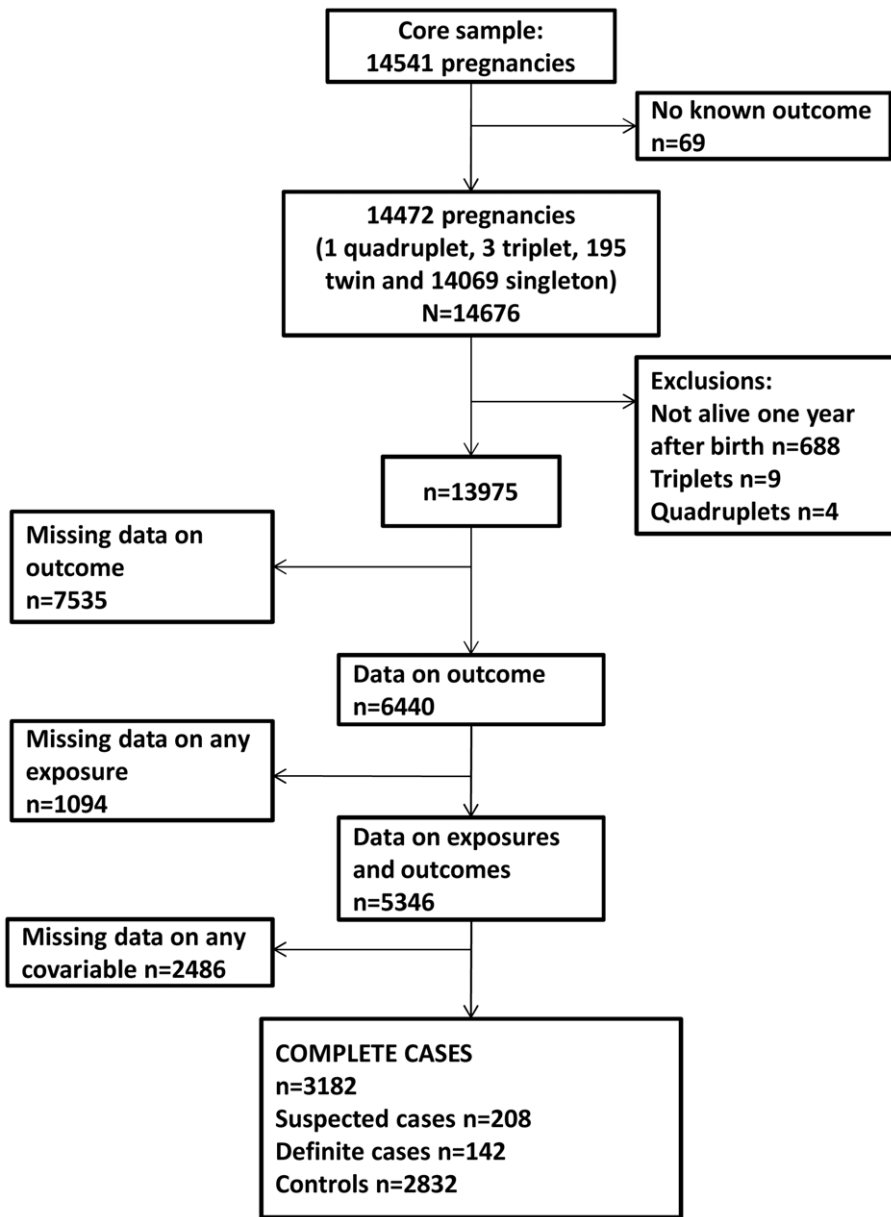 Core sample:
14541 pregnancies
No known outcome
n=69
14472 pregnancies
(1 quadruplet, 3 triplet, 195
twin and 14069 singleton)
N=14676
Exclusions:
Not alive one year
after birth n=688
Triplets n=9
Quadruplets n=4
n=13975
Missing data on
outcome
n=7535
Data on outcome
n=6440
Missing data on any
exposure
n=1094
Data on exposures
and outcomes
n=5346
Missing data on any
covariable n=2486
COMPLETE CASES
n=3182
Suspected cases n=208
Definite cases n=142
Controls n=2832